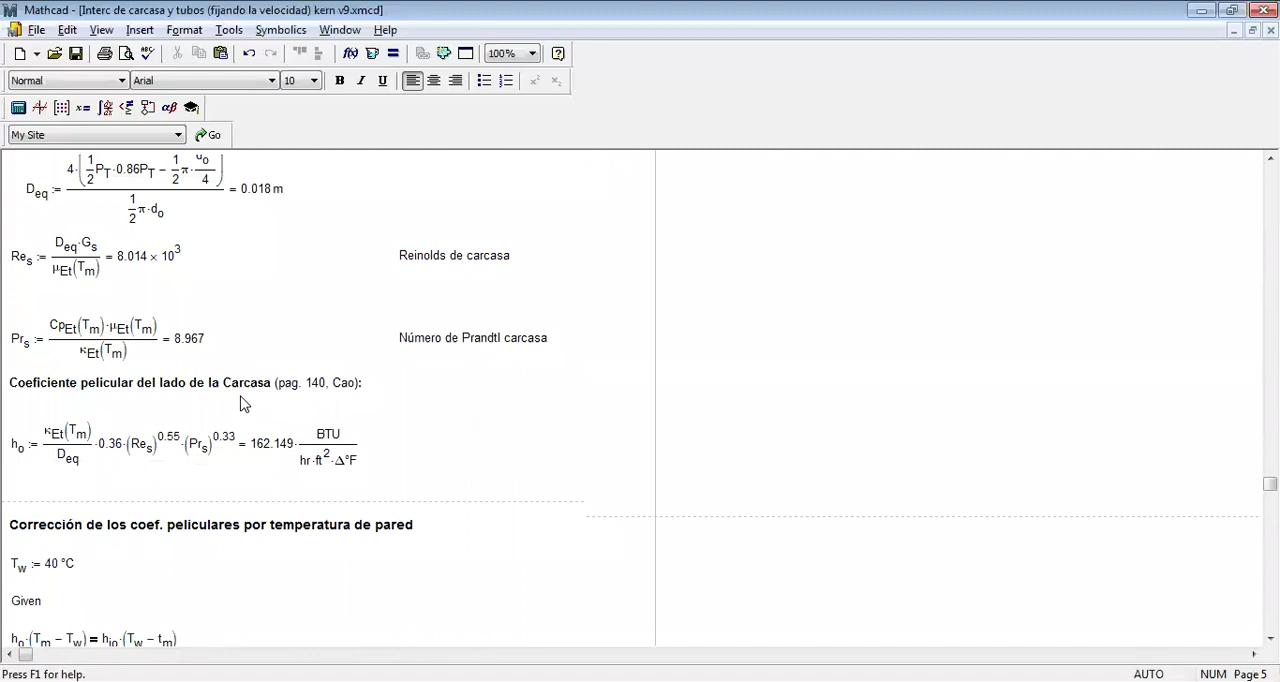 Mathcad - [Interc de carcasa y tubos (fijando la velocidad) kern v9.xmcd]
File Edit View Insert Format Tools Symbolics Window Help
100%
Normal Arial 10 B I U
My Site Go
D_eq := 4·(1/2 P_T·0.86P_T − 1/2 π·d_o/4) / (1/2 π·d_o) = 0.018 m
Re_s := D_eq·G_s / μ_Et(T_m) = 8.014 × 10^3 Reinolds de carcasa
Pr_s := Cp_Et(T_m)·μ_Et(T_m) / κ_Et(T_m) = 8.967 Número de Prandtl carcasa
Coeficiente pelicular del lado de la Carcasa (pag. 140, Cao):
h_o := κ_Et(T_m) / D_eq ·0.36·(Re_s)^0.55·(Pr_s)^0.33 = 162.149· BTU / hr·ft^2·Δ°F
Corrección de los coef. peliculares por temperatura de pared
T_w := 40 °C
Given
h_o·(T_m − T_w) = h_io·(T_w − t_m)
Press F1 for help. AUTO NUM Page 5